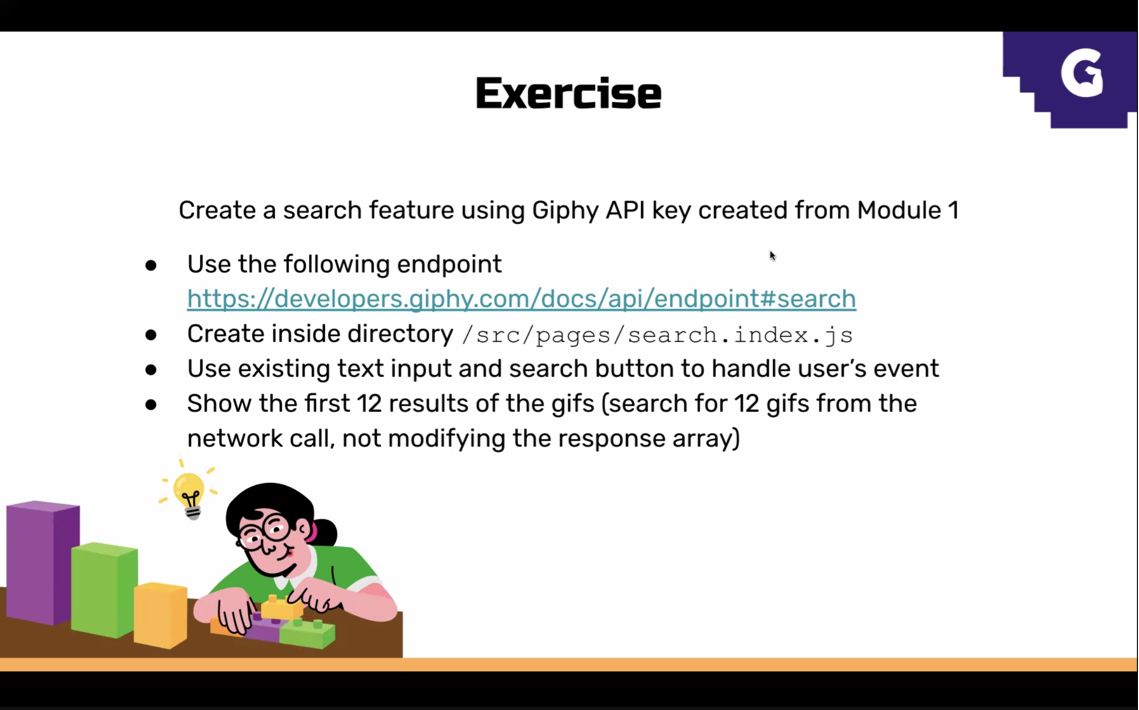 G
Exercise
Create a search feature using Giphy API key created from Module 1
● Use the following endpoint
https://developers.giphy.com/docs/api/endpoint#search
● Create inside directory /src/pages/search.index.js
● Use existing text input and search button to handle user’s event
● Show the first 12 results of the gifs (search for 12 gifs from the
network call, not modifying the response array)